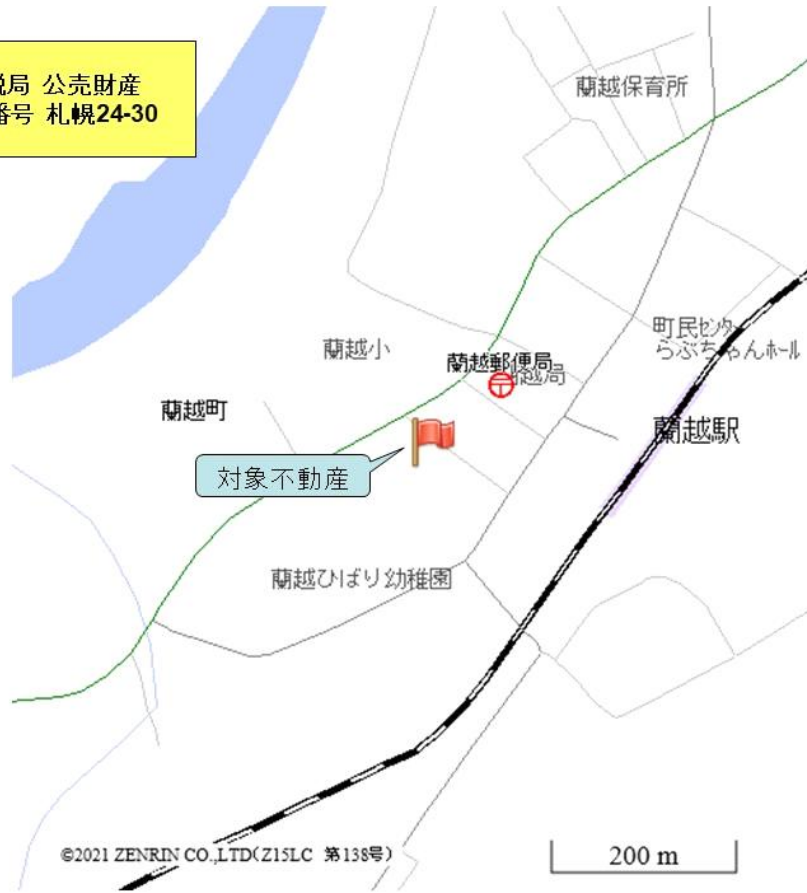 税局 公売財産
番号 札幌24-30
蘭越保育所
町民センター
らぶちゃんホール
蘭越小
蘭越郵便局
越局
蘭越町
蘭越駅
対象不動産
蘭越ひばり幼稚園
©2021 ZENRIN CO.,LTD(Z15LC 第138号)
200 m